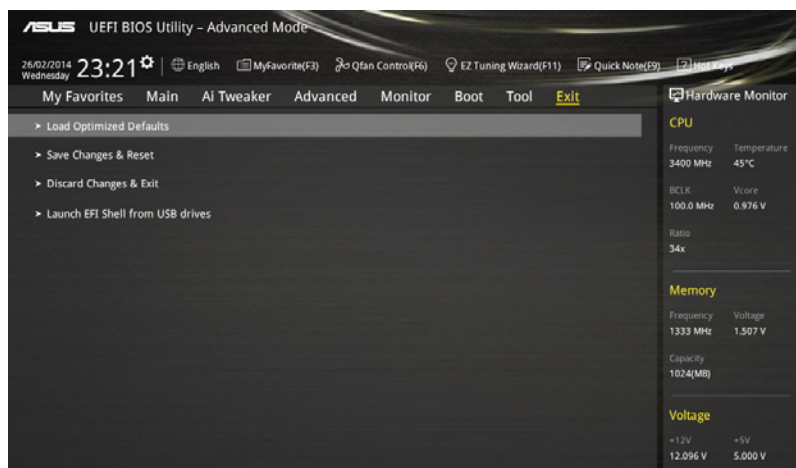 ASUS UEFI BIOS Utility – Advanced Mode
26/02/2014
Wednesday
23:21
English
MyFavorite(F3)
Qfan Control(F6)
EZ Tuning Wizard(F11)
Quick Note(F9)
Hot Keys
My Favorites Main Ai Tweaker Advanced Monitor Boot Tool Exit
> Load Optimized Defaults
> Save Changes & Reset
> Discard Changes & Exit
> Launch EFI Shell from USB drives
Hardware Monitor
CPU
Frequency Temperature
3400 MHz 45°C
BCLK Vcore
100.0 MHz 0.976 V
Ratio
34x
Memory
Frequency Voltage
1333 MHz 1.507 V
Capacity
1024(MB)
Voltage
+12V +5V
12.096 V 5.000 V